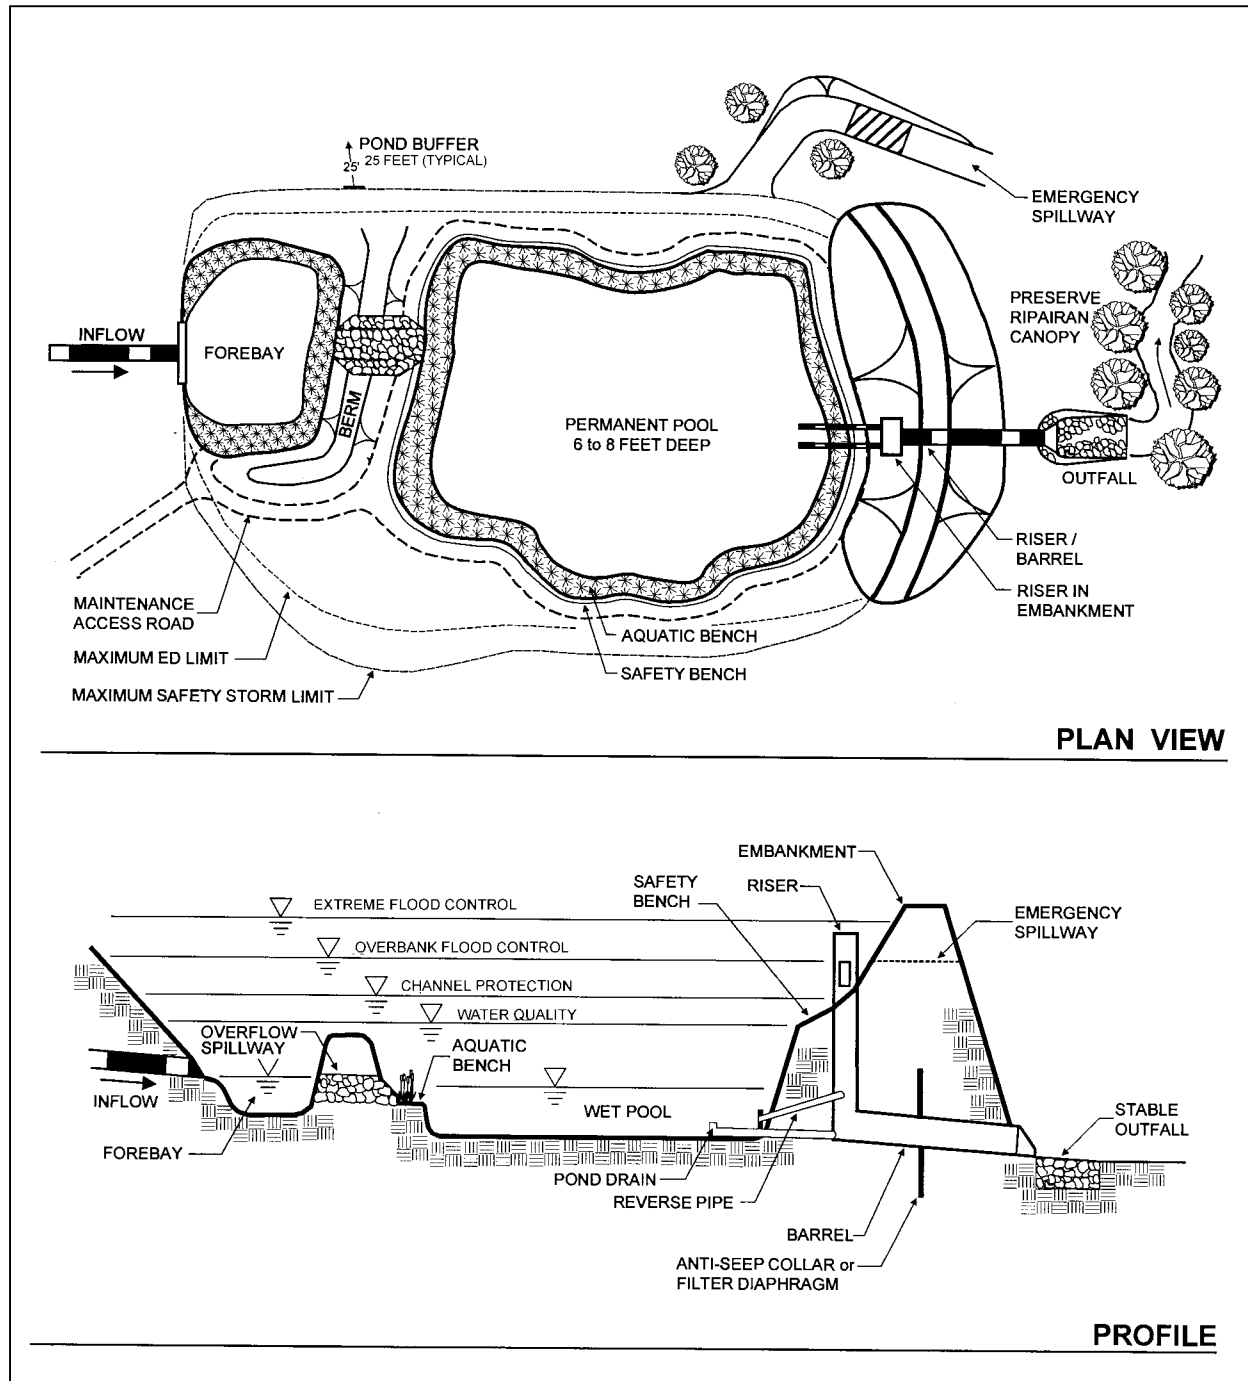 POND BUFFER
25 FEET (TYPICAL)
25'
EMERGENCY
SPILLWAY
PRESERVE
RIPAIRAN
CANOPY
INFLOW
FOREBAY
BERM
PERMANENT POOL
6 to 8 FEET DEEP
OUTFALL
RISER /
BARREL
RISER IN
EMBANKMENT
MAINTENANCE
ACCESS ROAD
AQUATIC BENCH
MAXIMUM ED LIMIT
SAFETY BENCH
MAXIMUM SAFETY STORM LIMIT
PLAN VIEW
EMBANKMENT
SAFETY
BENCH
RISER
EXTREME FLOOD CONTROL
EMERGENCY
SPILLWAY
OVERBANK FLOOD CONTROL
CHANNEL PROTECTION
WATER QUALITY
OVERFLOW
SPILLWAY
AQUATIC
BENCH
INFLOW
WET POOL
STABLE
OUTFALL
FOREBAY
POND DRAIN
REVERSE PIPE
BARREL
ANTI-SEEP COLLAR or
FILTER DIAPHRAGM
PROFILE